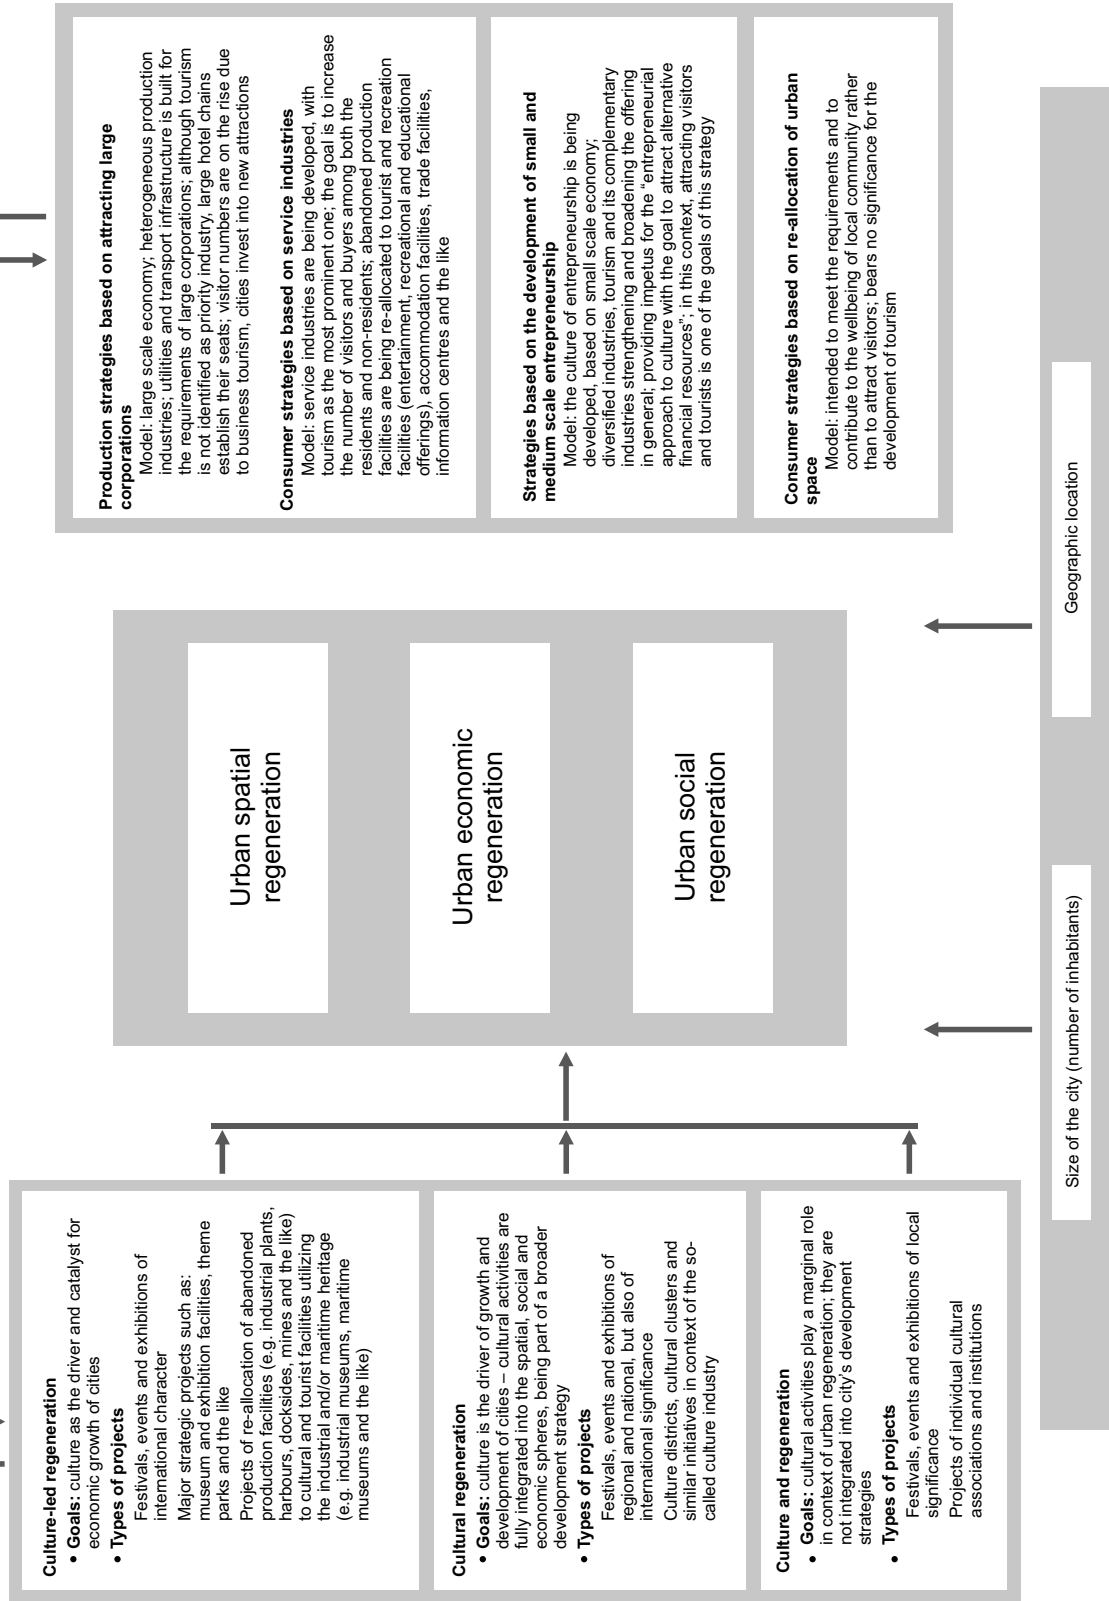 Culture-led regeneration
• Goals: culture as the driver and catalyst for
economic growth of cities
• Types of projects
Festivals, events and exhibitions of
international character
Major strategic projects such as:
museum and exhibition facilities, theme
parks and the like
Projects of re-allocation of abandoned
production facilities (e.g. industrial plants,
harbours, docksides, mines and the like)
to cultural and tourist facilities utilizing
the industrial and/or maritime heritage
(e.g. industrial museums, maritime
museums and the like)
Cultural regeneration
• Goals: culture is the driver of growth and
development of cities – cultural activities are
fully integrated into the spatial, social and
economic spheres, being part of a broader
development strategy
• Types of projects
Festivals, events and exhibitions of
regional and national, but also of
international significance
Culture districts, cultural clusters and
similar initiatives in context of the so-
called culture industry
Culture and regeneration
• Goals: cultural activities play a marginal role
in context of urban regeneration; they are
not integrated into city's development
strategies
• Types of projects
Festivals, events and exhibitions of local
significance
Projects of individual cultural
associations and institutions
Urban spatial
regeneration
Urban economic
regeneration
Urban social
regeneration
Production strategies based on attracting large
corporations
Model: large scale economy; heterogeneous production
industries; utilities and transport infrastructure is built for
the requirements of large corporations; although tourism
is not identified as priority industry, large hotel chains
establish their seats; visitor numbers are on the rise due
to business tourism, cities invest into new attractions
Consumer strategies based on service industries
Model: service industries are being developed, with
tourism as the most prominent one; the goal is to increase
the number of visitors and buyers among both the
residents and non-residents; abandoned production
facilities are being re-allocated to tourist and recreation
facilities (entertainment, recreational and educational
offerings), accommodation facilities, trade facilities,
information centres and the like
Strategies based on the development of small and
medium scale entrepreneurship
Model: the culture of entrepreneurship is being
developed, based on small scale economy;
diversified industries, tourism and its complementary
industries strengthening and broadening the offering
in general; providing impetus for the “entrepreneurial
approach to culture with the goal to attract alternative
financial resources”; in this context, attracting visitors
and tourists is one of the goals of this strategy
Consumer strategies based on re-allocation of urban
space
Model: intended to meet the requirements and to
contribute to the wellbeing of local community rather
than to attract visitors; bears no significance for the
development of tourism
Size of the city (number of inhabitants)
Geographic location